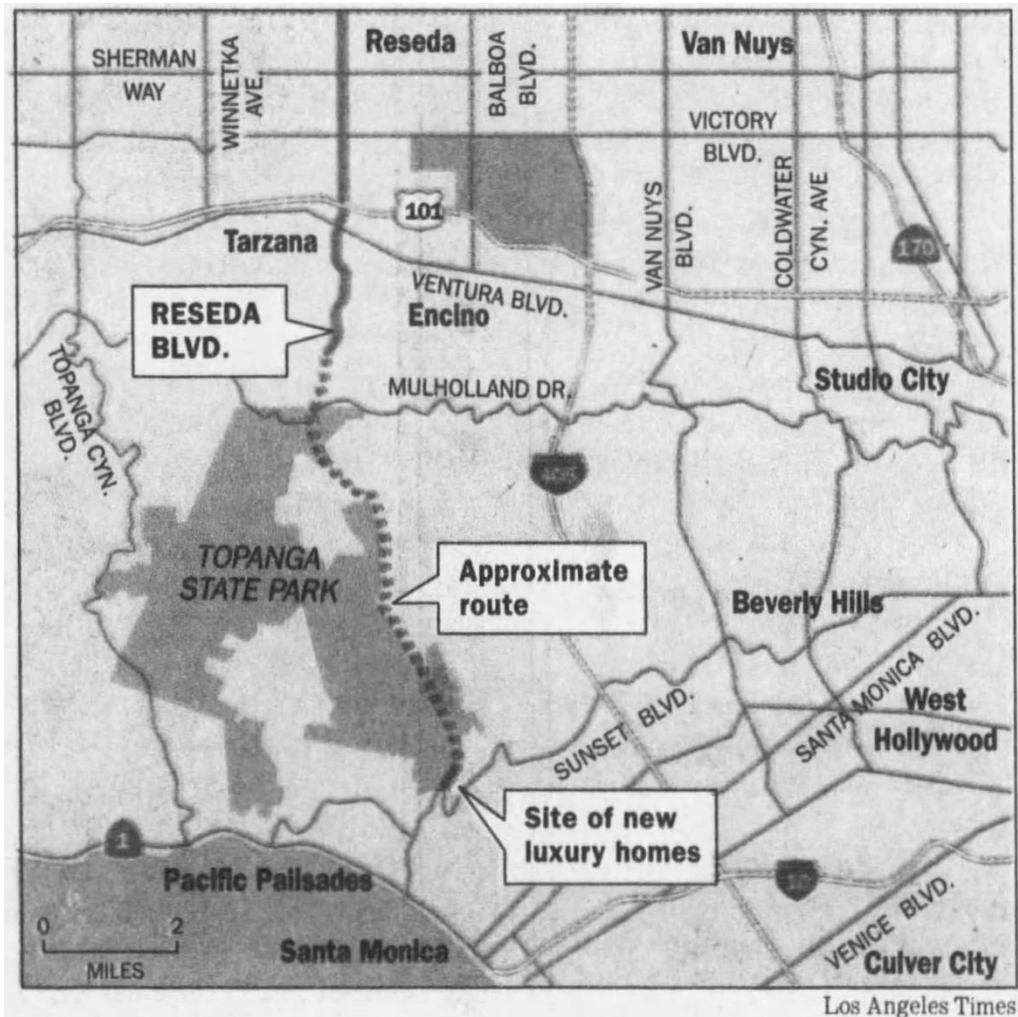 Reseda
Van Nuys
SHERMAN
WAY
WINNETKA
AVE.
BALBOA
BLVD.
VICTORY
BLVD.
VAN NUYS
BLVD.
COLDWATER
CYN. AVE
101
170
Tarzana
VENTURA BLVD.
Encino
RESEDA
BLVD.
MULHOLLAND DR.
Studio City
TOPANGA CYN.
BLVD.
405
TOPANGA
STATE PARK
Approximate
route
Beverly Hills
SANTA MONICA BLVD.
SUNSET BLVD.
West
Hollywood
Site of new
luxury homes
1
10
Pacific Pailsades
VENICE BLVD.
0 2
MILES
Santa Monica
Culver City
Los Angeles Times